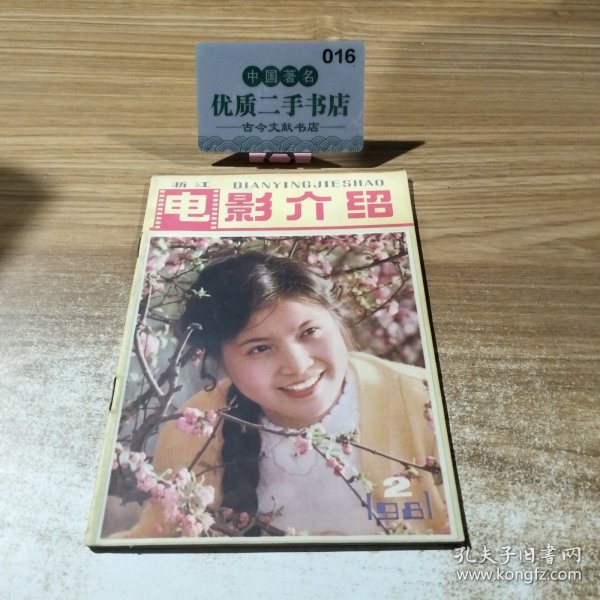 016
中国著名
优质二手书店
古今文献书店
浙江 DIANYINGJIESHAO
电影介绍
2
1981
孔夫子旧书网
www.kongfz.com